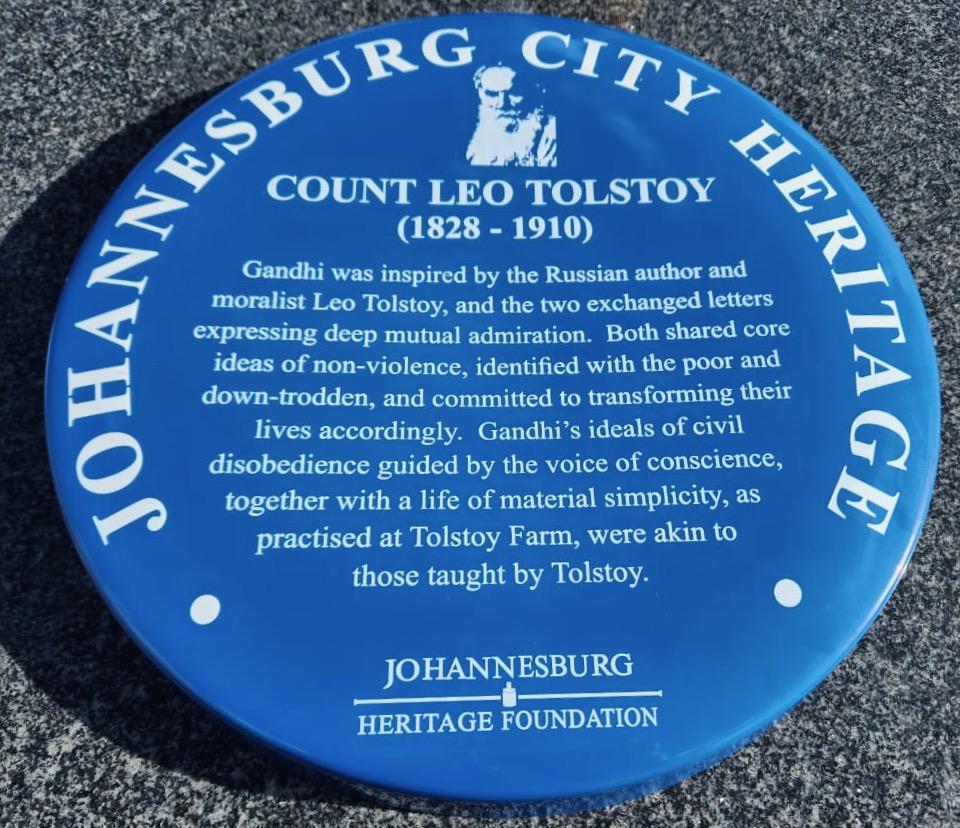 JOHANNESBURG CITY HERITAGE
COUNT LEO TOLSTOY
(1828 - 1910)
Gandhi was inspired by the Russian author and
moralist Leo Tolstoy, and the two exchanged letters
expressing deep mutual admiration.  Both shared core
ideas of non-violence, identified with the poor and
down-trodden, and committed to transforming their
lives accordingly.  Gandhi's ideals of civil
disobedience guided by the voice of conscience,
together with a life of material simplicity, as
practised at Tolstoy Farm, were akin to
those taught by Tolstoy.
JOHANNESBURG
HERITAGE FOUNDATION